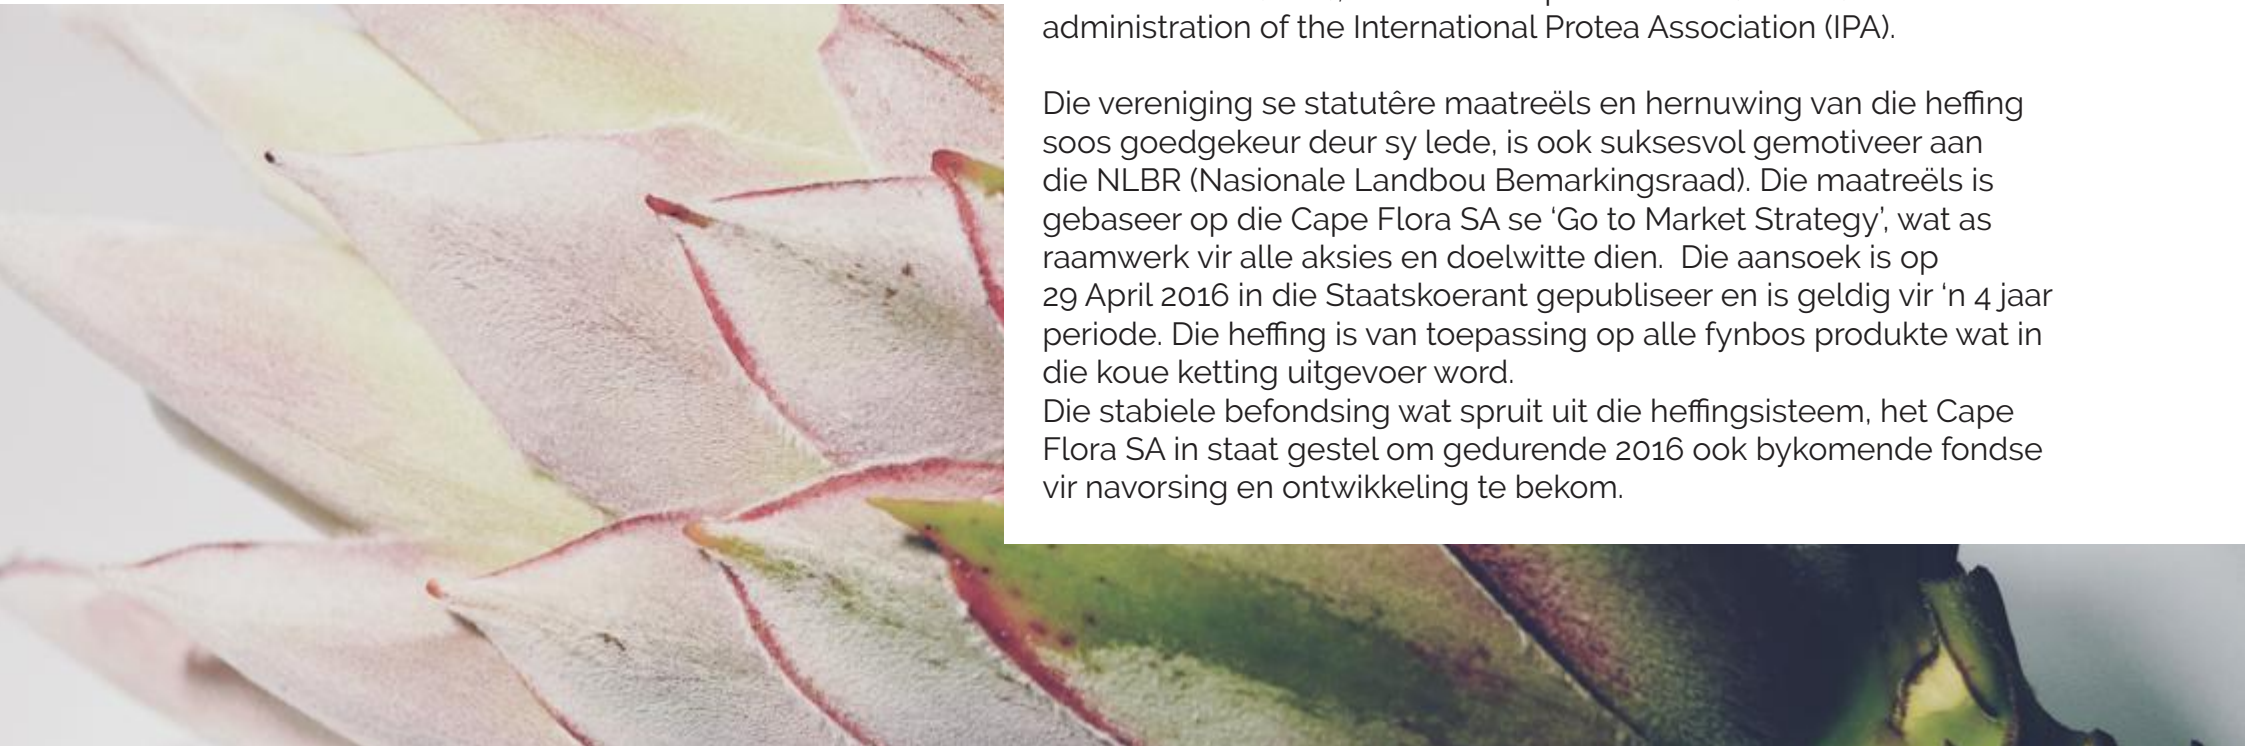 administration of the International Protea Association (IPA).
Die vereniging se statutêre maatreëls en hernuwing van die heffing
soos goedgekeur deur sy lede, is ook suksesvol gemotiveer aan
die NLBR (Nasionale Landbou Bemarkingsraad). Die maatreëls is
gebaseer op die Cape Flora SA se ‘Go to Market Strategy’, wat as
raamwerk vir alle aksies en doelwitte dien.  Die aansoek is op
29 April 2016 in die Staatskoerant gepubliseer en is geldig vir ‘n 4 jaar
periode. Die heffing is van toepassing op alle fynbos produkte wat in
die koue ketting uitgevoer word.
Die stabiele befondsing wat spruit uit die heffingsisteem, het Cape
Flora SA in staat gestel om gedurende 2016 ook bykomende fondse
vir navorsing en ontwikkeling te bekom.